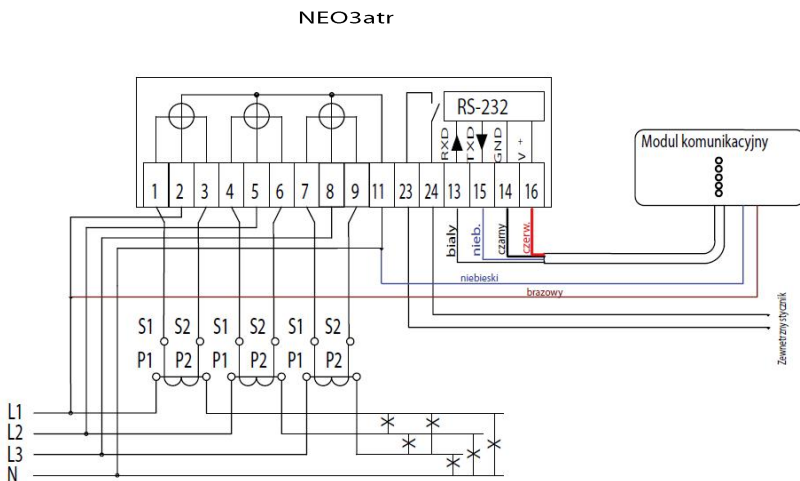 NEO3atr
RS-232
RXD
TXD
GND
V +
Modul komunikacyjny
1 2 3 4 5 6 7 8 9 11 23 24 13 15 14 16
biały
nieb.
czarny
czerw.
niebieski
brazowy
Zewnetrzny stycznik
S1 S2 S1 S2 S1 S2
P1 P2 P1 P2 P1 P2
L1
L2
L3
N